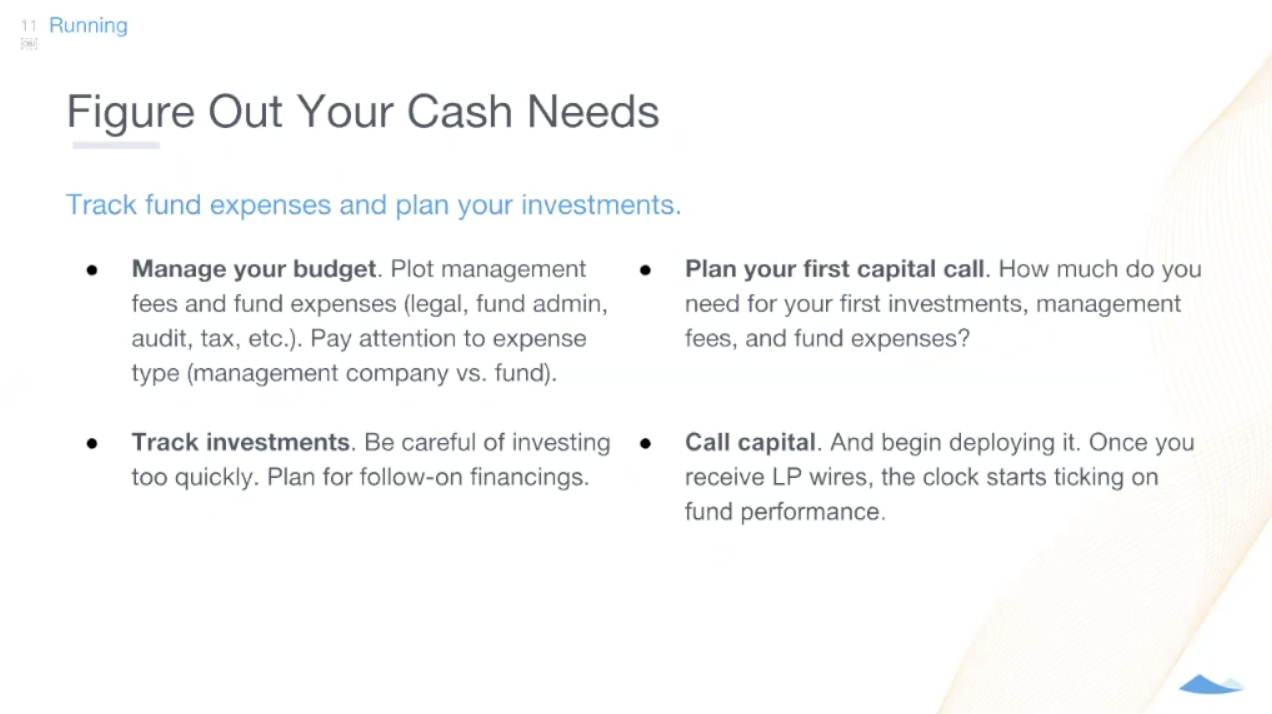 11 Running
Figure Out Your Cash Needs
Track fund expenses and plan your investments.
● Manage your budget. Plot management
fees and fund expenses (legal, fund admin,
audit, tax, etc.). Pay attention to expense
type (management company vs. fund).
● Track investments. Be careful of investing
too quickly. Plan for follow-on financings.
● Plan your first capital call. How much do you
need for your first investments, management
fees, and fund expenses?
● Call capital. And begin deploying it. Once you
receive LP wires, the clock starts ticking on
fund performance.